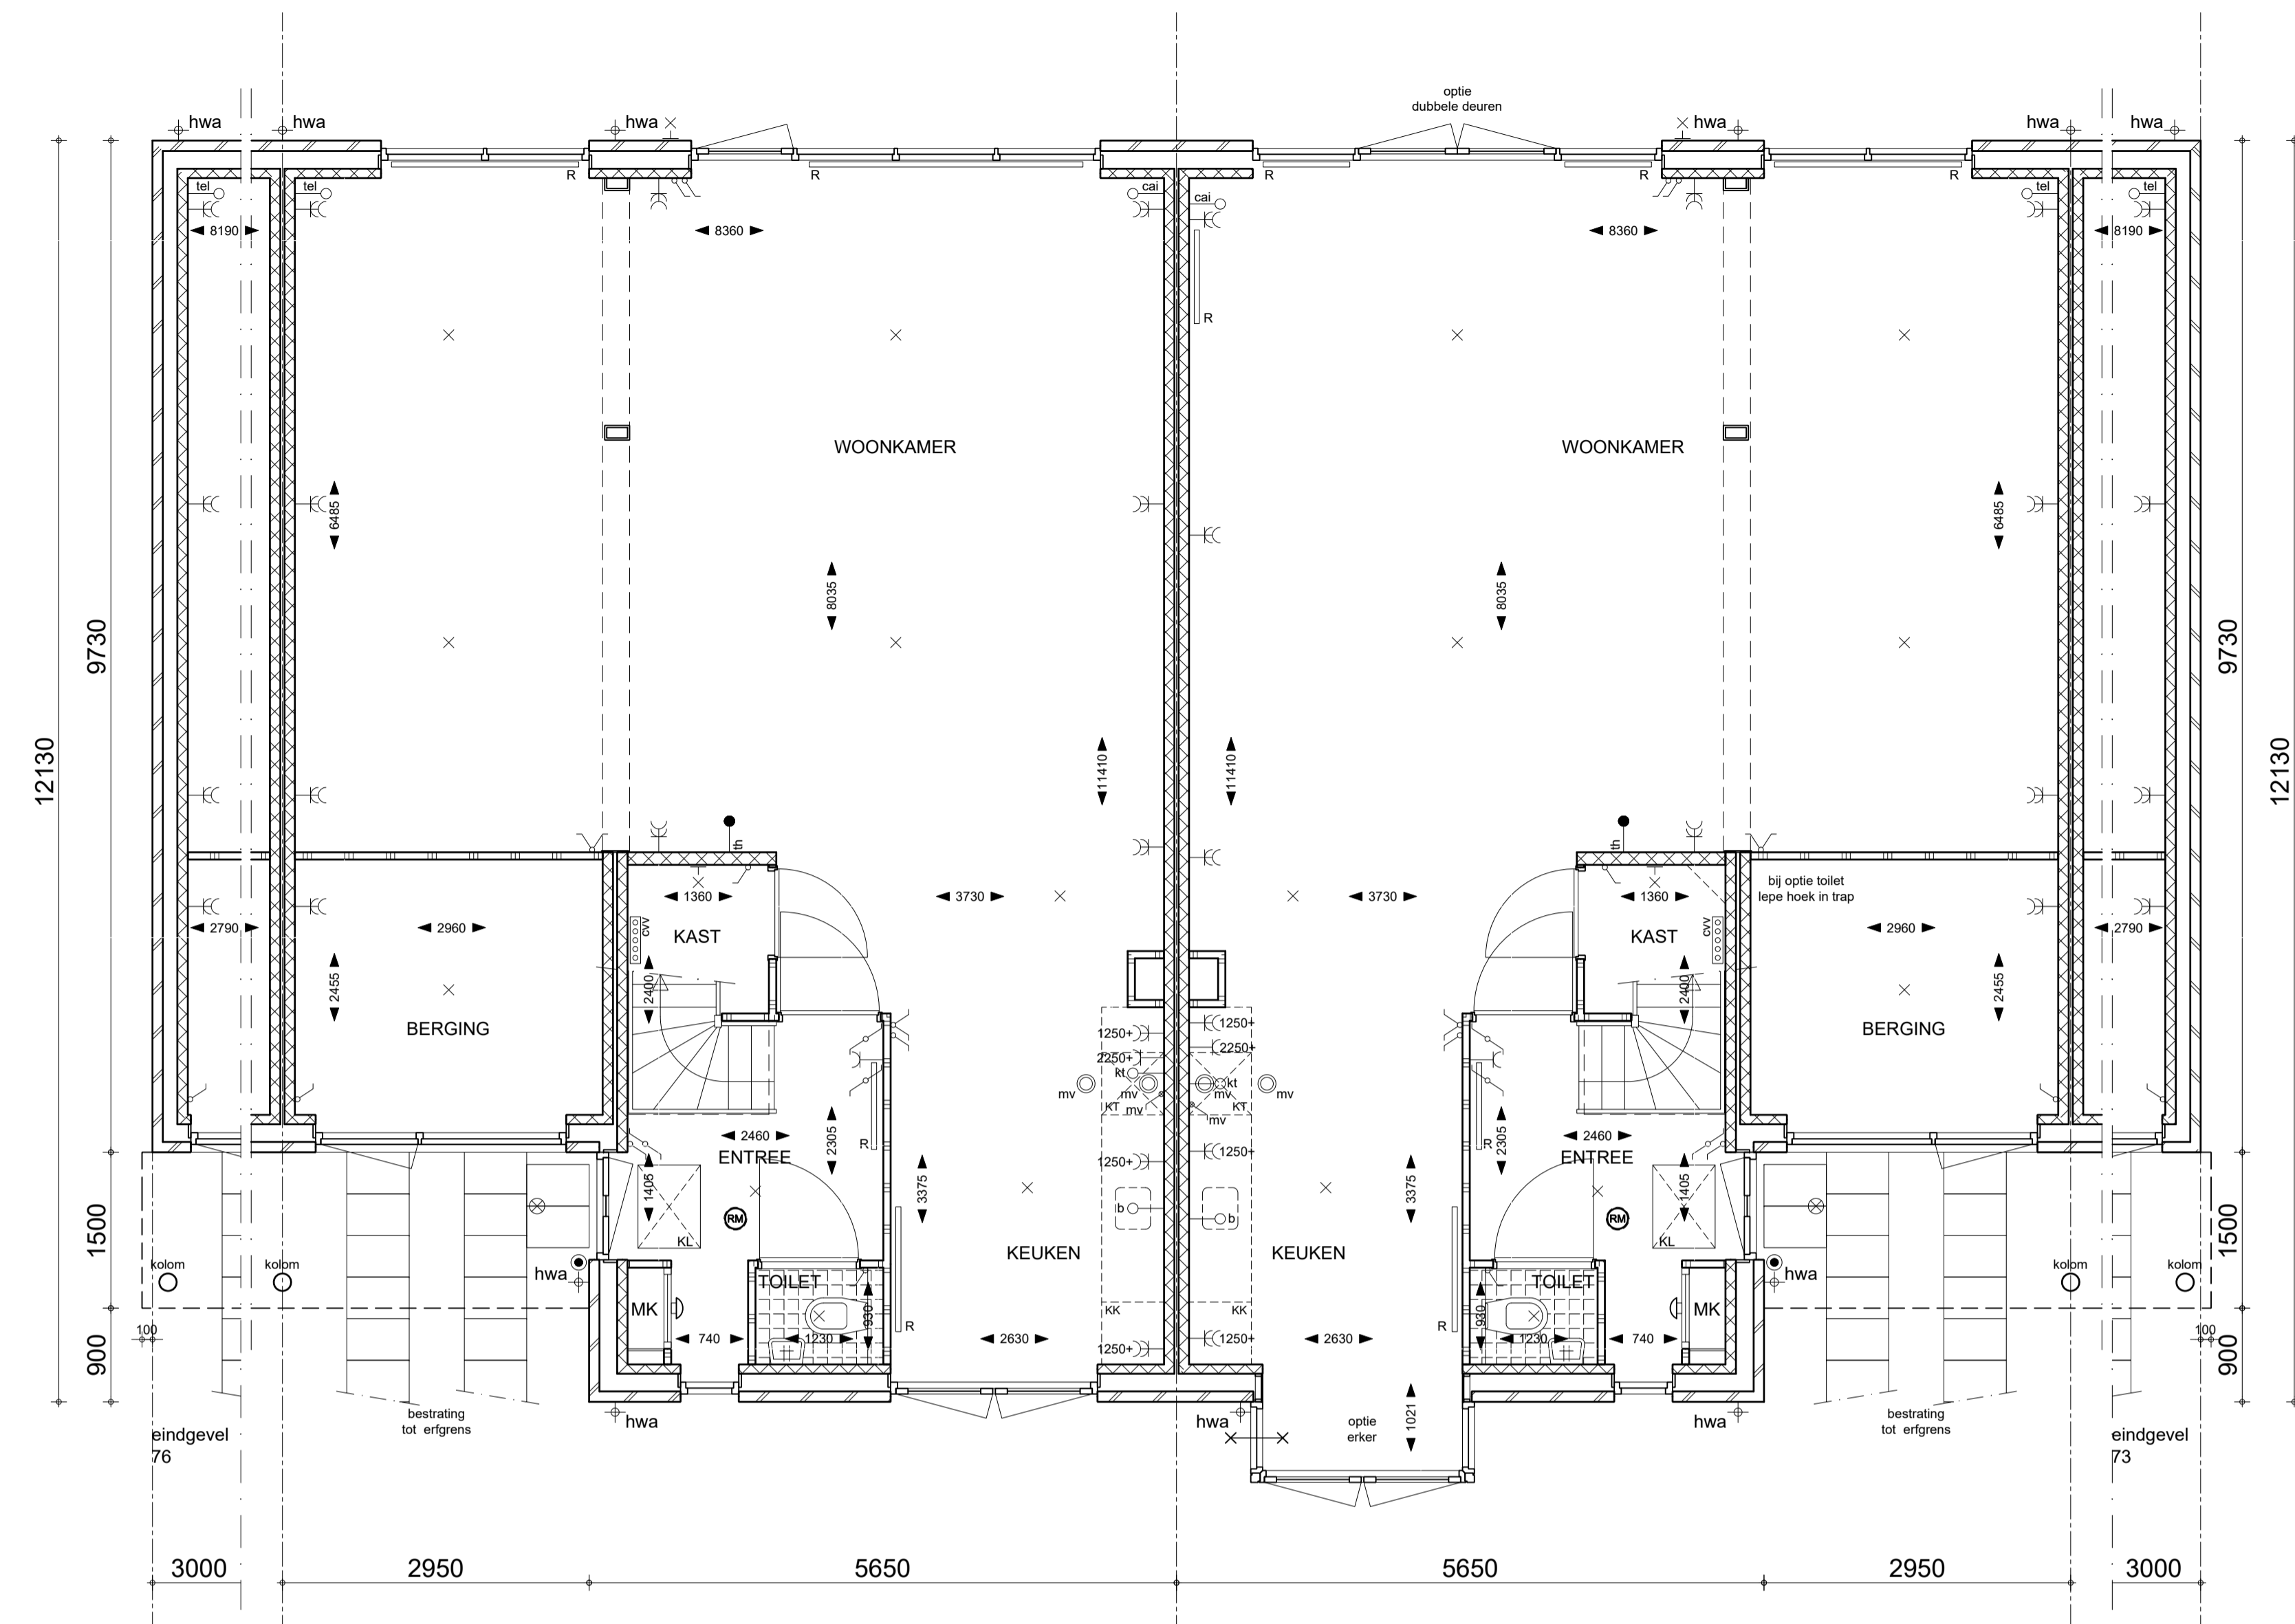 optie
dubbele deuren
hwa
hwa
hwa
hwa
hwa
hwa
R
R
R
R
R
tel
tel
cai
cai
tel
tel
8190
8360
8360
8190
R
WOONKAMER
WOONKAMER
6485
6485
8035
8035
9730
9730
12130
12130
11410
11410
th
th
1360
3730
3730
1360
bij optie toilet
lepe hoek in trap
2790
2960
cvv
KAST
KAST
cvv
2960
2790
2455
2400
2400
2455
BERGING
BERGING
1250+
1250+
2250+
2250+
kt
kt
mv
mv
mv
mv
KT
KT
mv
mv
2460
2305
R
R
2305
2460
ENTREE
ENTREE
1250+
1250+
1405
3375
3375
1405
RM
RM
b
b
KL
KL
1500
1500
KEUKEN
KEUKEN
kolom
kolom
hwa
hwa
kolom
kolom
TOILET
TOILET
MK
MK
930
930
KK
KK
R
R
100
100
740
1230
2630
2630
1230
740
1250+
1250+
900
900
bestrating
tot erfgrens
hwa
hwa
optie
erker
1021
hwa
bestrating
tot erfgrens
eindgevel
76
eindgevel
73
3000
2950
5650
5650
2950
3000